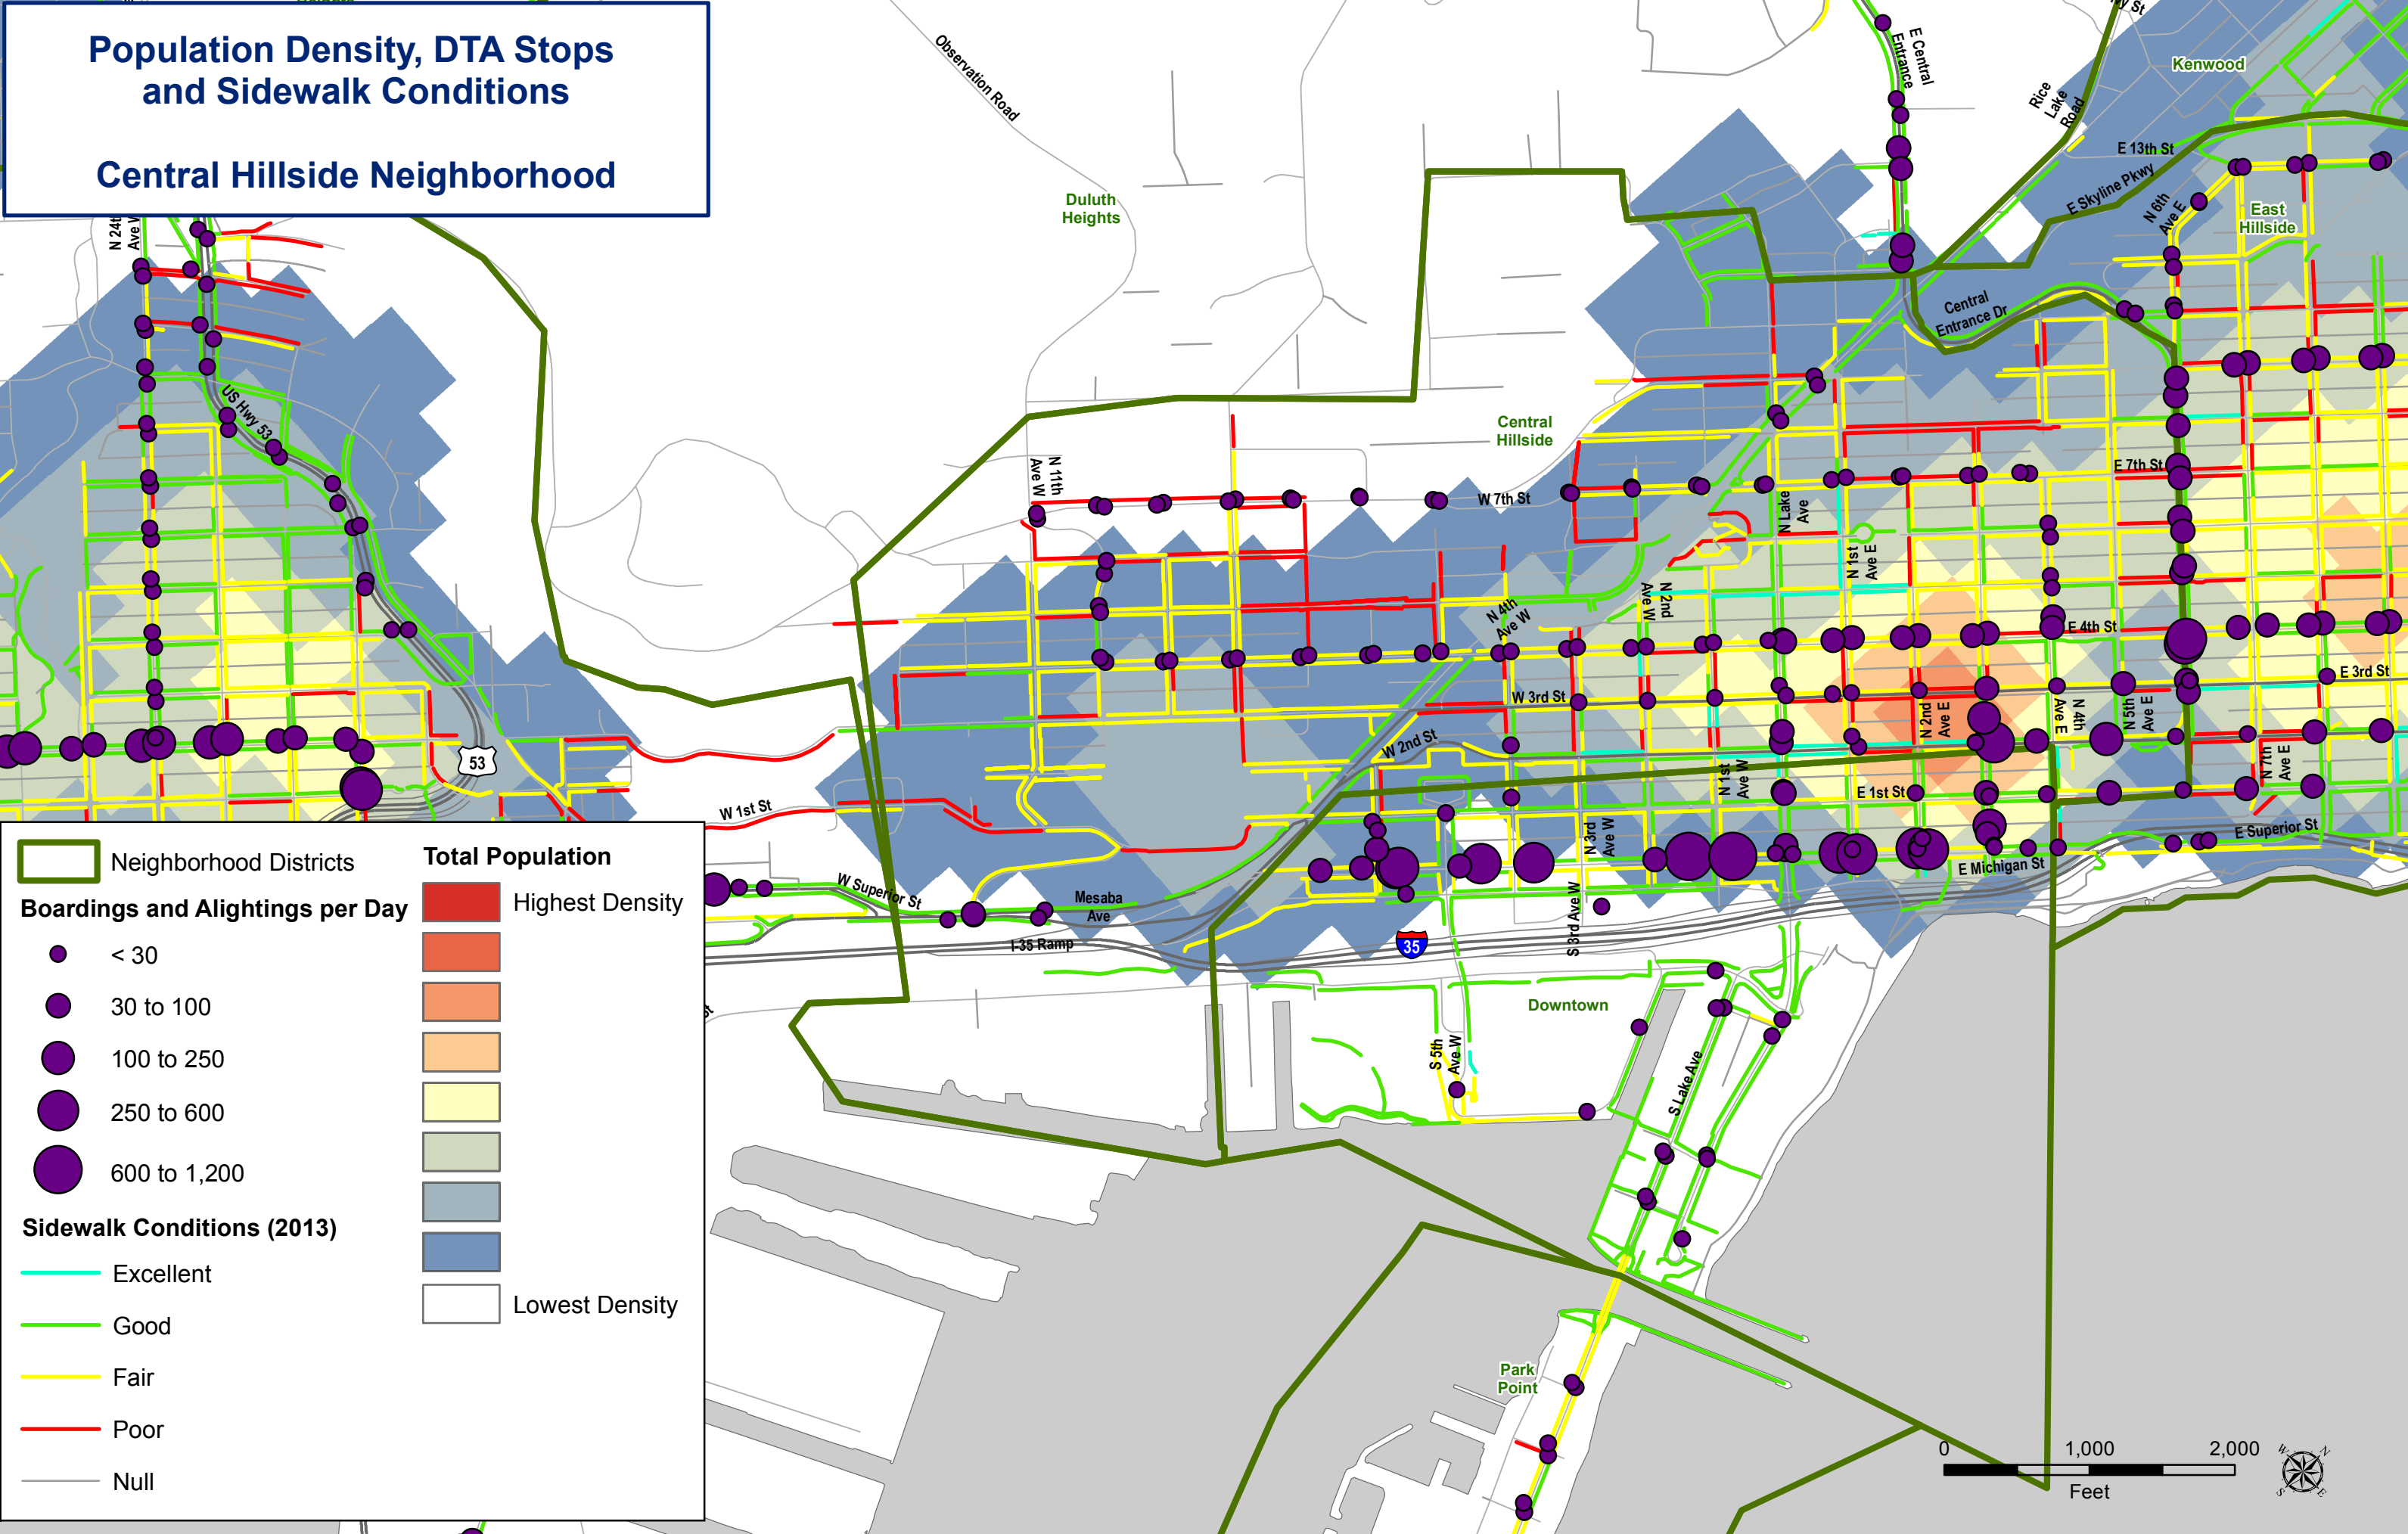 Population Density, DTA Stops
and Sidewalk Conditions
Central Hillside Neighborhood
Heights
ny St
Observation Road
E Central
Entrance
Rice
Lake
Road
Kenwood
E 13th St
E Skyline Pkwy
N 6th
Ave E
East
Hillside
Duluth
Heights
N 24th
Ave W
Central
Entrance Dr
US Hwy 53
Central
Hillside
N 11th
Ave W
W 7th St
E 7th St
N Lake
Ave
N 1st
Ave E
N 2nd
Ave W
N 4th
Ave W
E 4th St
W 3rd St
E 3rd St
N 2nd
Ave E
N 4th
Ave E
N 5th
Ave E
N 7th
Ave E
W 2nd St
53
N 1st
Ave W
E 1st St
W 1st St
N 3rd
Ave W
E Superior St
E Michigan St
W Superior St
Mesaba
Ave
I-35 Ramp
35
S 3rd Ave W
Downtown
S 5th
Ave W
S Lake Ave
St
Park
Point
Neighborhood Districts
Boardings and Alightings per Day
< 30
30 to 100
100 to 250
250 to 600
600 to 1,200
Sidewalk Conditions (2013)
Excellent
Good
Fair
Poor
Null
Total Population
Highest Density
Lowest Density
0 1,000 2,000
Feet
W N
S E